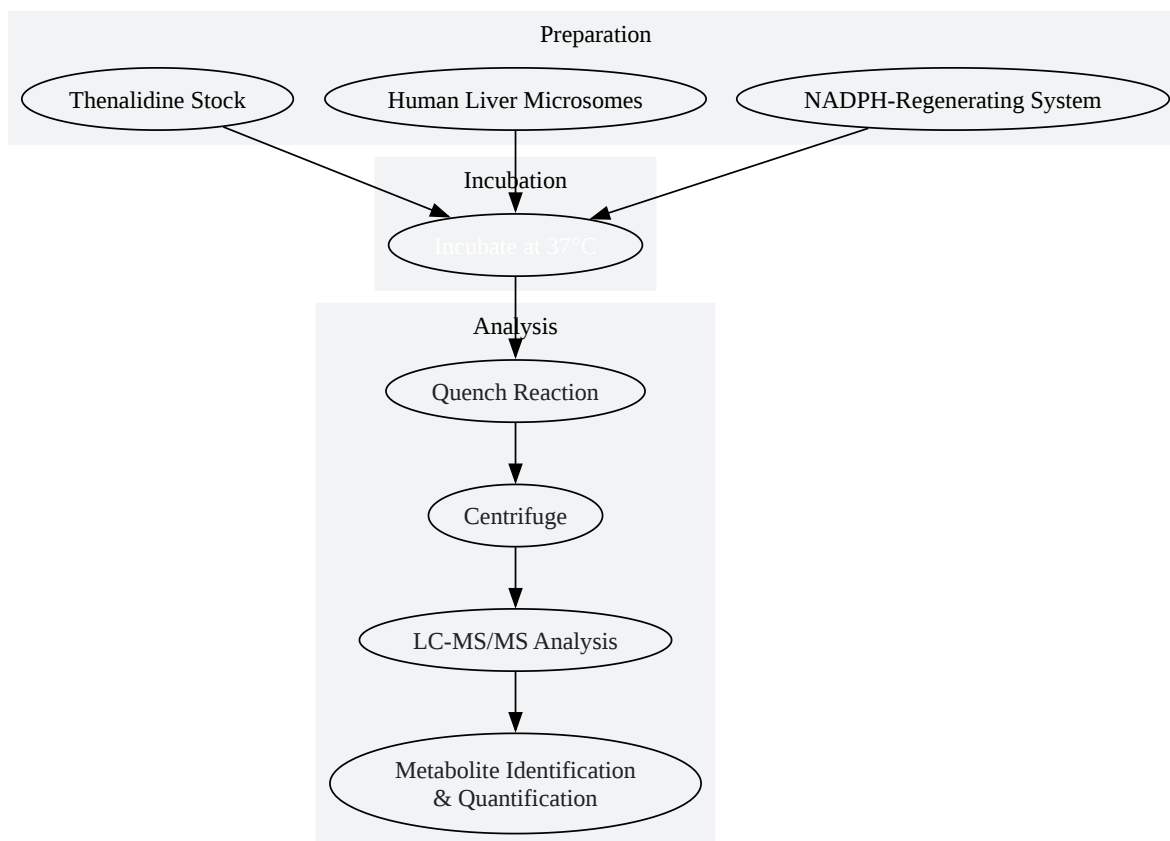 Preparation
Thenalidine Stock
Human Liver Microsomes
NADPH-Regenerating System
Incubation
Incubate at 37°C
Analysis
Quench Reaction
Centrifuge
LC-MS/MS Analysis
Metabolite Identification
& Quantification